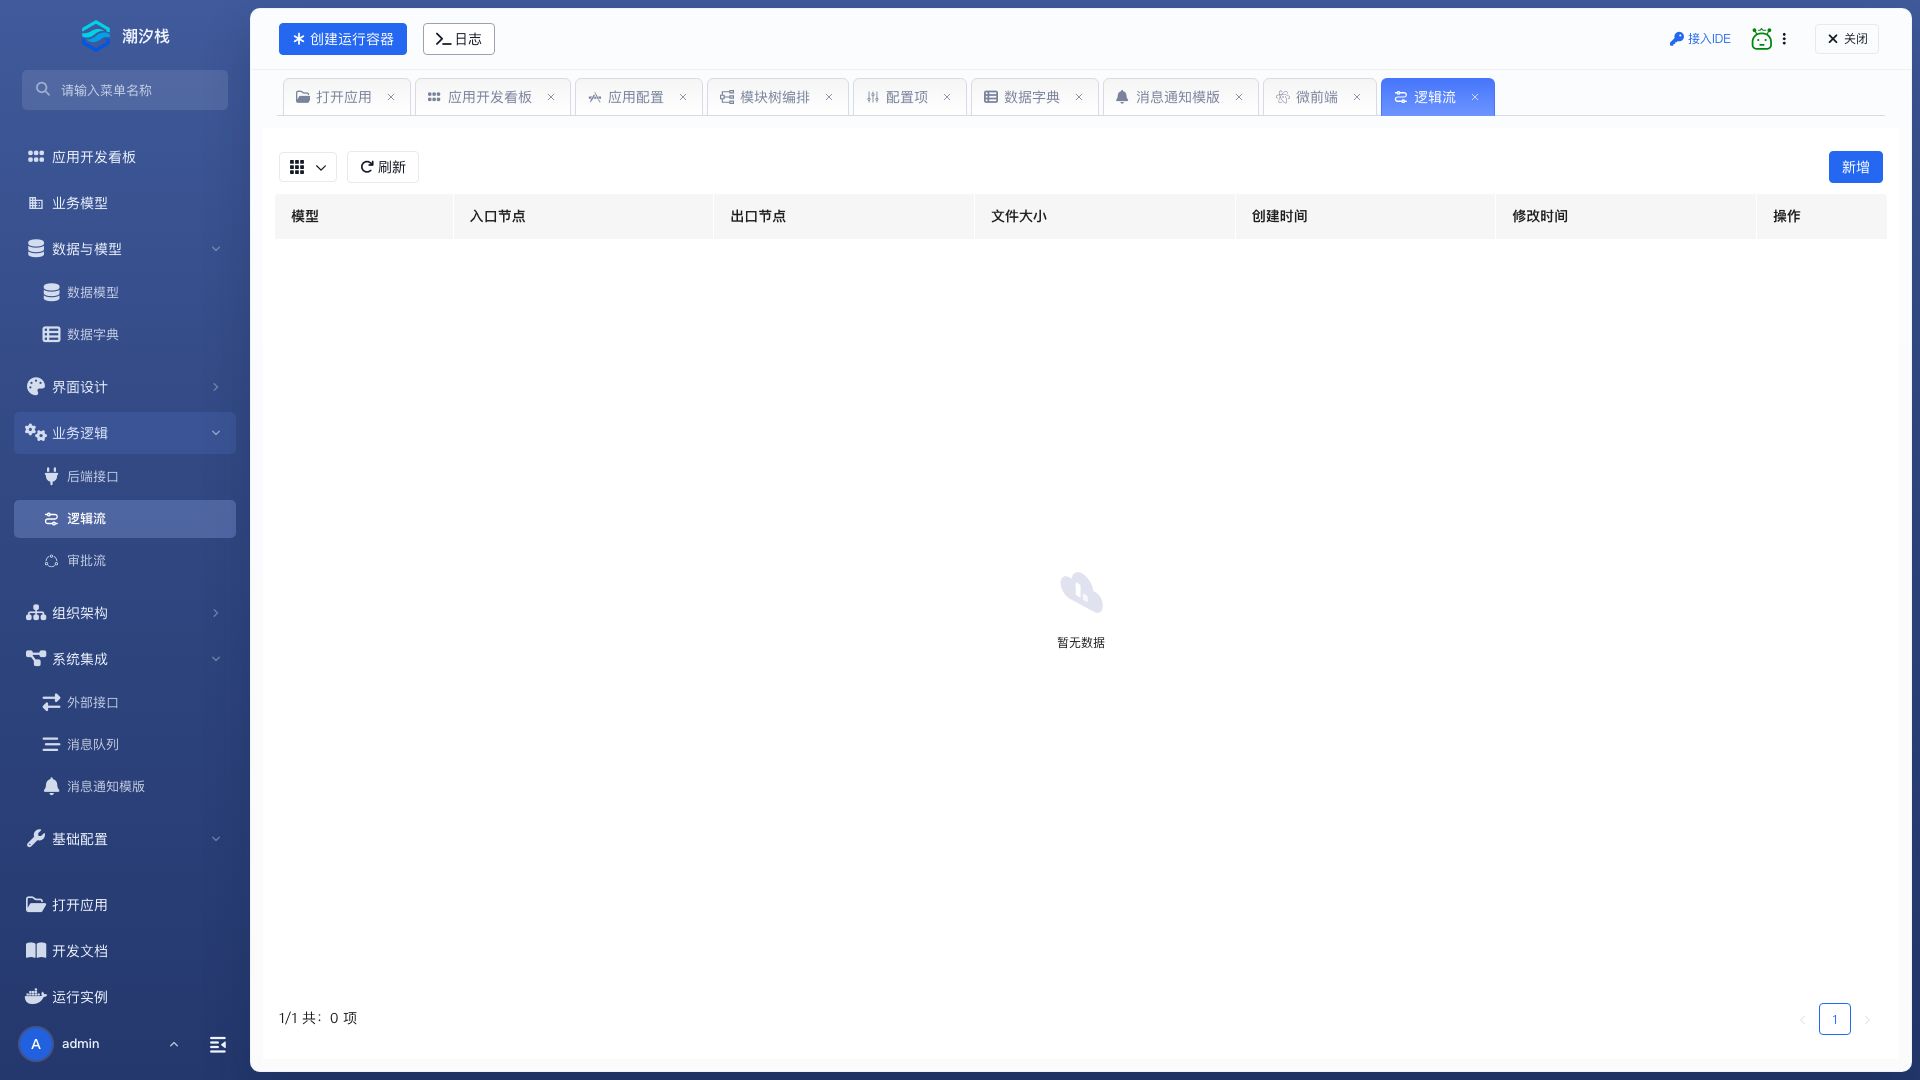 潮汐栈
请输入菜单名称
应用开发看板
业务模型
数据与模型
数据模型
数据字典
界面设计
业务逻辑
后端接口
逻辑流
审批流
组织架构
系统集成
外部接口
消息队列
消息通知模版
基础配置
打开应用
开发文档
运行实例
A admin
创建运行容器 日志 接入IDE 关闭
打开应用 应用开发看板 应用配置 模块树编排 配置项 数据字典 消息通知模版 微前端 逻辑流
刷新 新增
模型 入口节点 出口节点 文件大小 创建时间 修改时间 操作
暂无数据
1/1 共：0 项 1